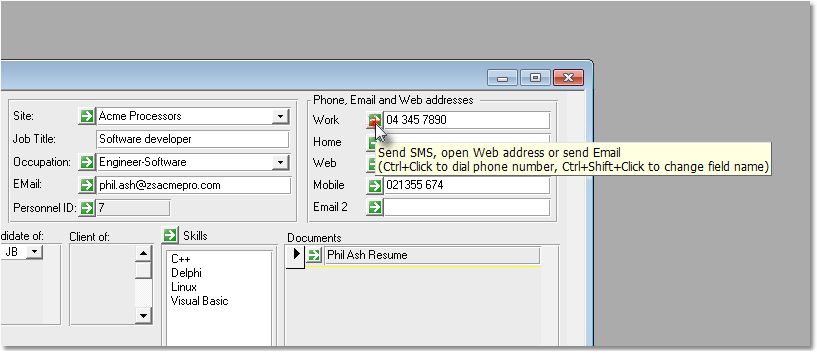 Phone, Email and Web addresses
Site: Acme Processors
Work 04 345 7890
Job Title: Software developer
Home
Send SMS, open Web address or send Email
Occupation: Engineer-Software
Web
(Ctrl+Click to dial phone number, Ctrl+Shift+Click to change field name)
EMail: phil.ash@zsacmepro.com
Mobile 021355 674
Personnel ID: 7
Email 2
didate of: Client of: Skills Documents
JB
Phil Ash Resume
C++
Delphi
Linux
Visual Basic